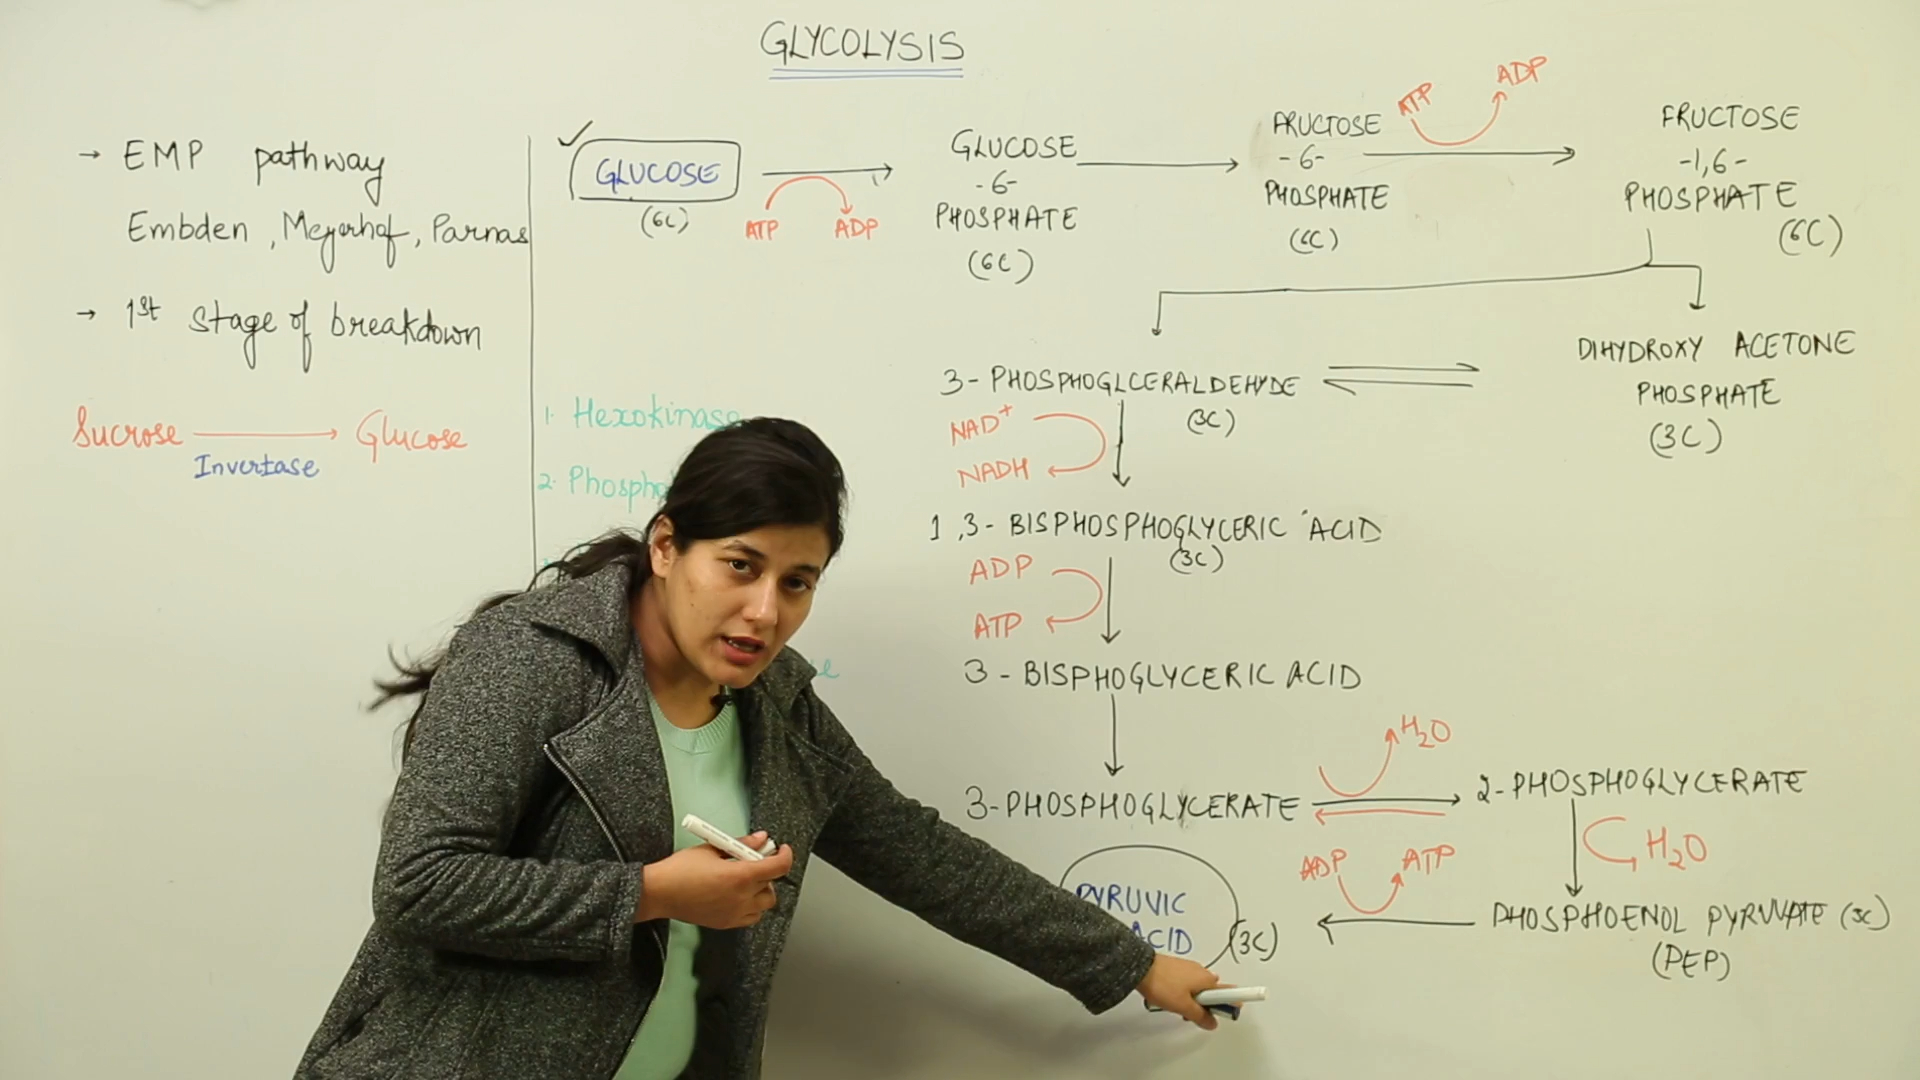 GLYCOLYSIS
→ EMP pathway
Embden, Meyerhof, Parnas
→ 1st stage of breakdown
Sucrose → Glucose
Invertase
GLUCOSE
(6C)
ATP ADP
GLUCOSE
-6-
PHOSPHATE
(6C)
FRUCTOSE
-6-
PHOSPHATE
(6C)
ATP ADP
FRUCTOSE
-1,6-
PHOSPHATE
(6C)
1. Hexokinase
2.
3-PHOSPHOGLCERALDEHYDE
(3C)
DIHYDROXY ACETONE
PHOSPHATE
(3C)
NAD+
NADH
1,3-BISPHOSPHOGLYCERIC ACID
(3C)
ADP
ATP
3-BISPHOGLYCERIC ACID
3-PHOSPHOGLYCERATE
H2O
2-PHOSPHOGLYCERATE
H2O
PHOSPHOENOL PYRUVATE (3C)
(PEP)
ADP ATP
PYRUVIC
ACID
(3C)